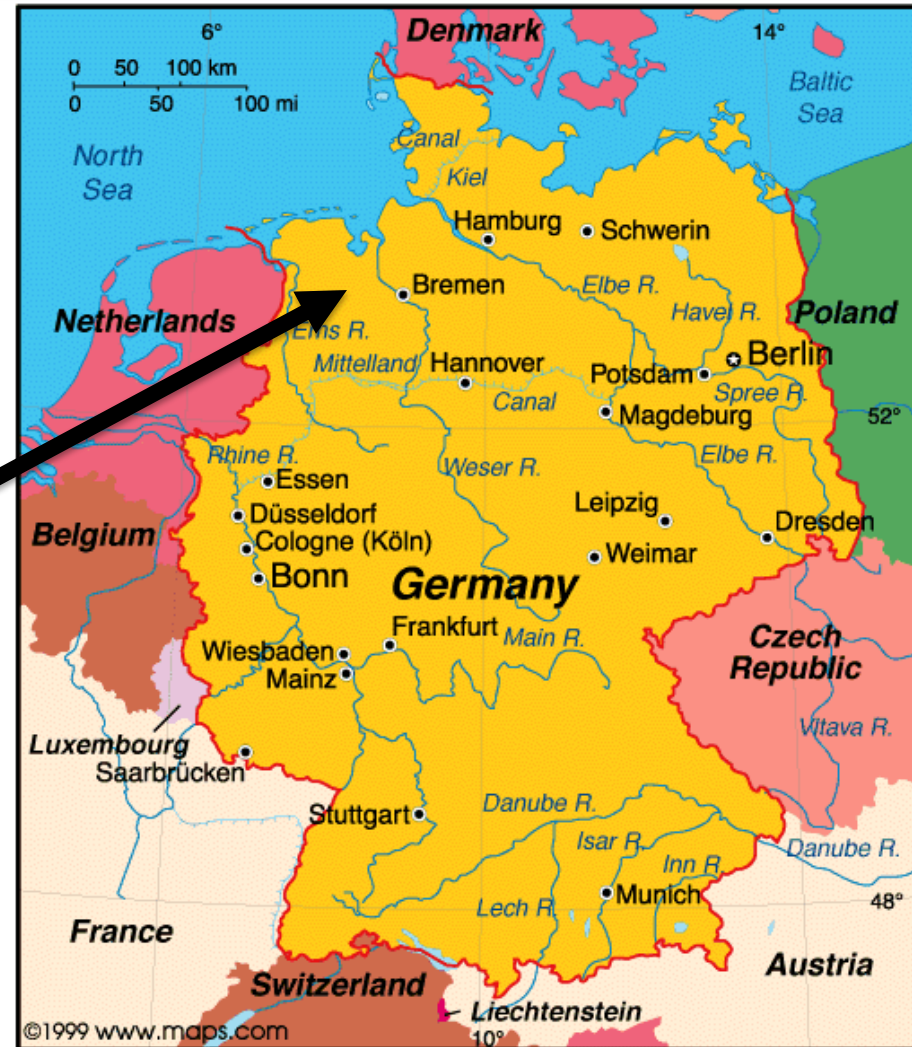 6°
Denmark
14°
0 50 100 km
0 50 100 mi
Baltic
Sea
North
Sea
Canal
Kiel
Hamburg
Schwerin
Bremen
Elbe R.
Havel R.
Netherlands
Ems R.
Poland
Mittelland
Hannover
Berlin
Potsdam
Spree R.
Canal
Magdeburg
52°
Rhine R.
Weser R.
Elbe R.
Essen
Düsseldorf
Leipzig
Dresden
Belgium
Cologne (Köln)
Weimar
Bonn
Germany
Frankfurt
Main R.
Czech
Republic
Wiesbaden
Mainz
Vltava R.
Luxembourg
Saarbrücken
Stuttgart
Danube R.
Isar R.
Inn R
Danube R.
Munich
Lech R.
48°
France
Austria
Switzerland
Liechtenstein
©1999 www.maps.com
10°